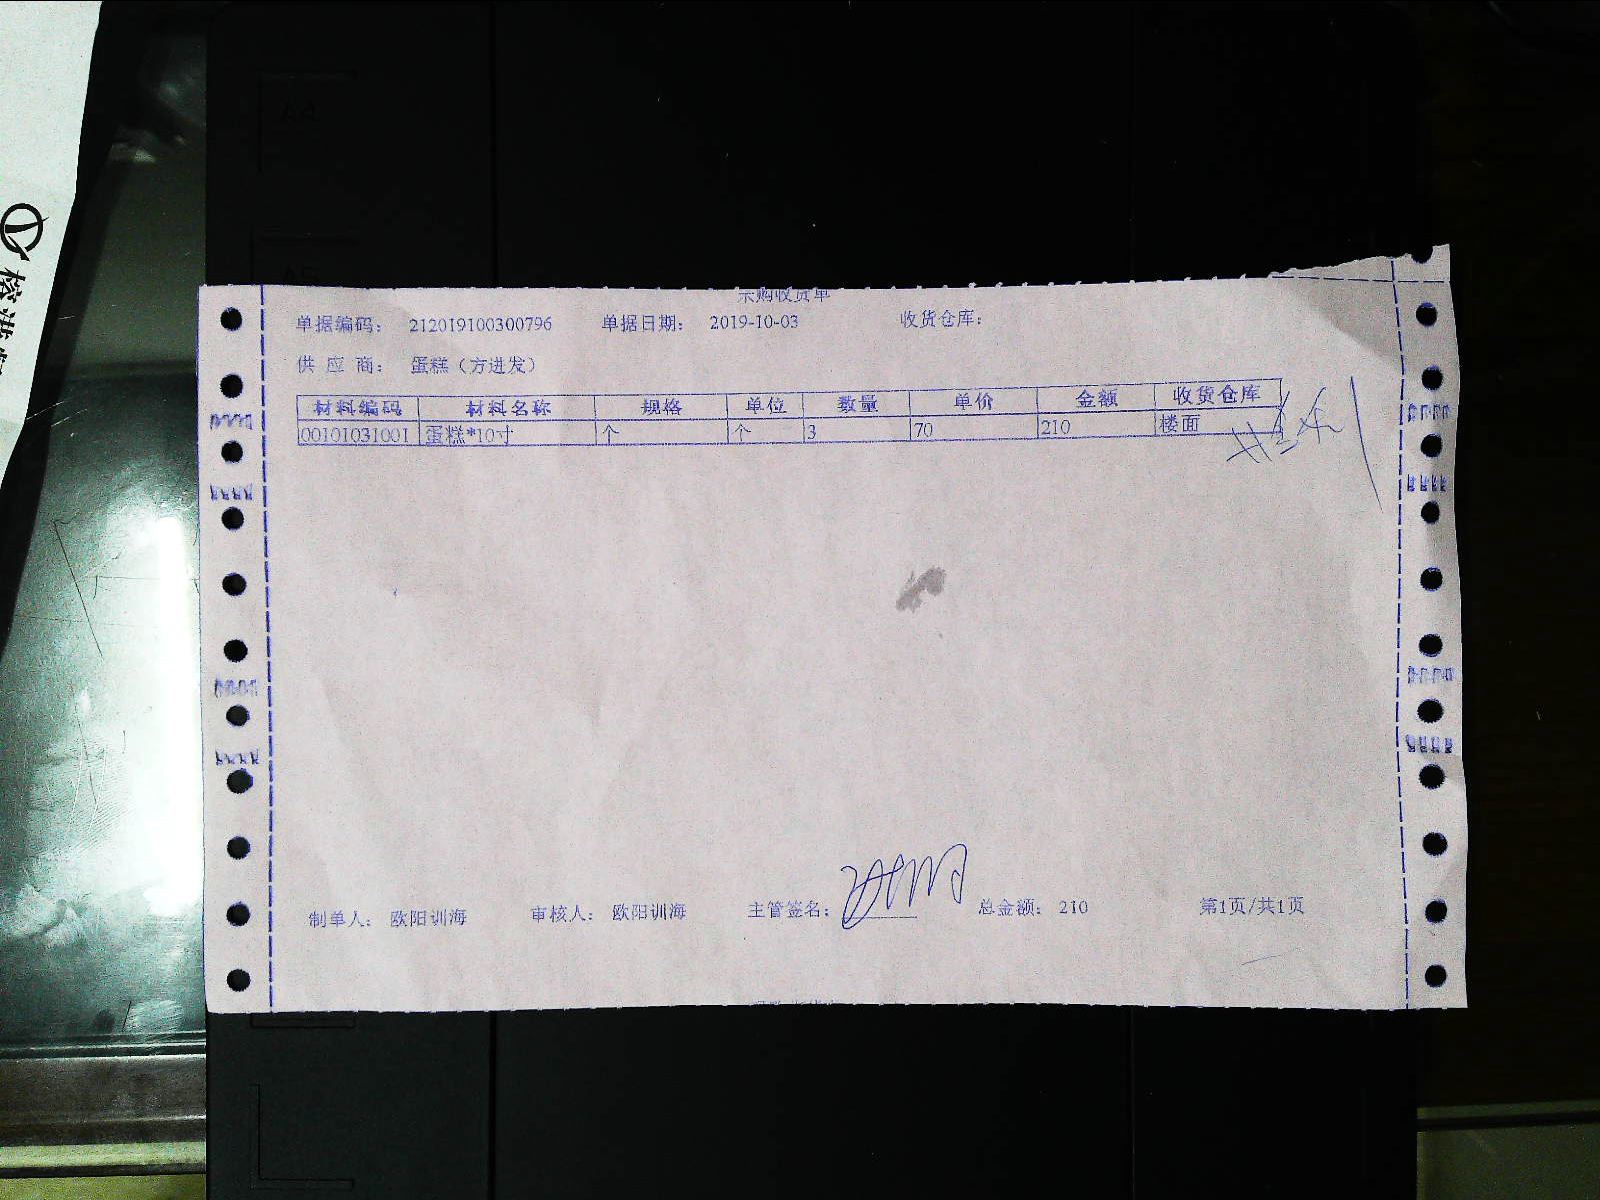 采购收货单
单据编码： 212019100300796 单据日期： 2019-10-03 收货仓库：
供 应 商： 蛋糕（方进发）
材料编码 材料名称 规格 单位 数量 单价 金额 收货仓库
00101031001 蛋糕*10寸 个 个 3 70 210 楼面
制单人： 欧阳训海 审核人： 欧阳训海 主管签名： 总金额： 210 第1页/共1页
A4
A5